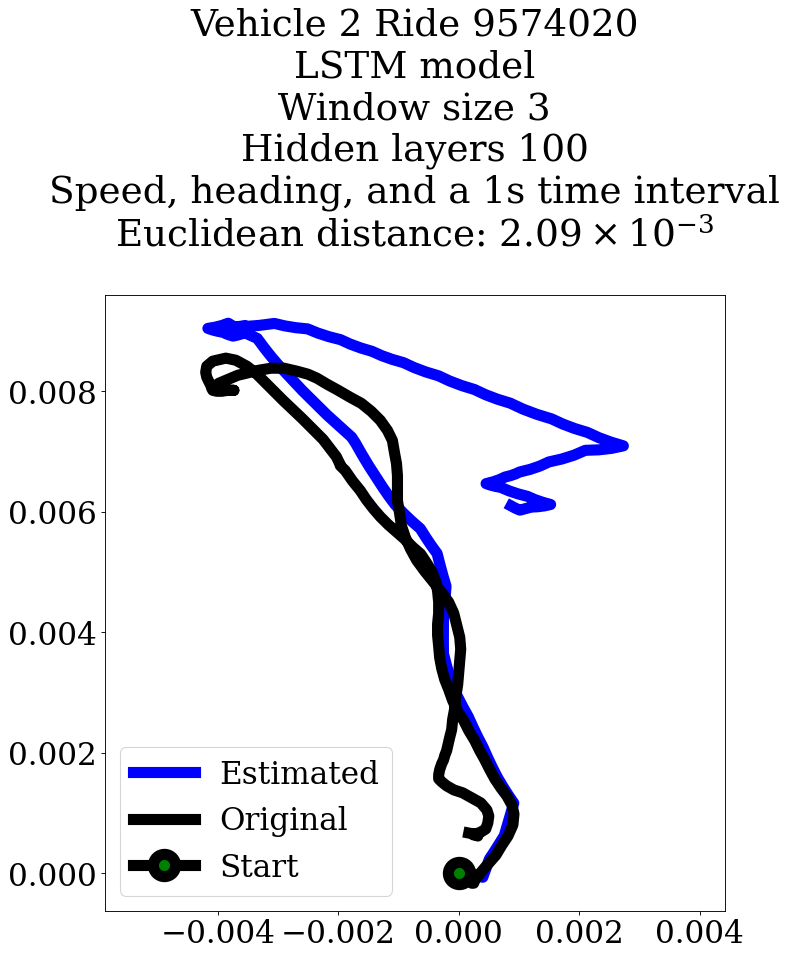 Vehicle 2 Ride 9574020
LSTM model
Window size 3
Hidden layers 100
Speed, heading, and a 1s time interval
Euclidean distance: 2.09 × 10⁻³
0.008
0.006
0.004
0.002
0.000
Estimated
Original
Start
−0.004 −0.002 0.000 0.002 0.004